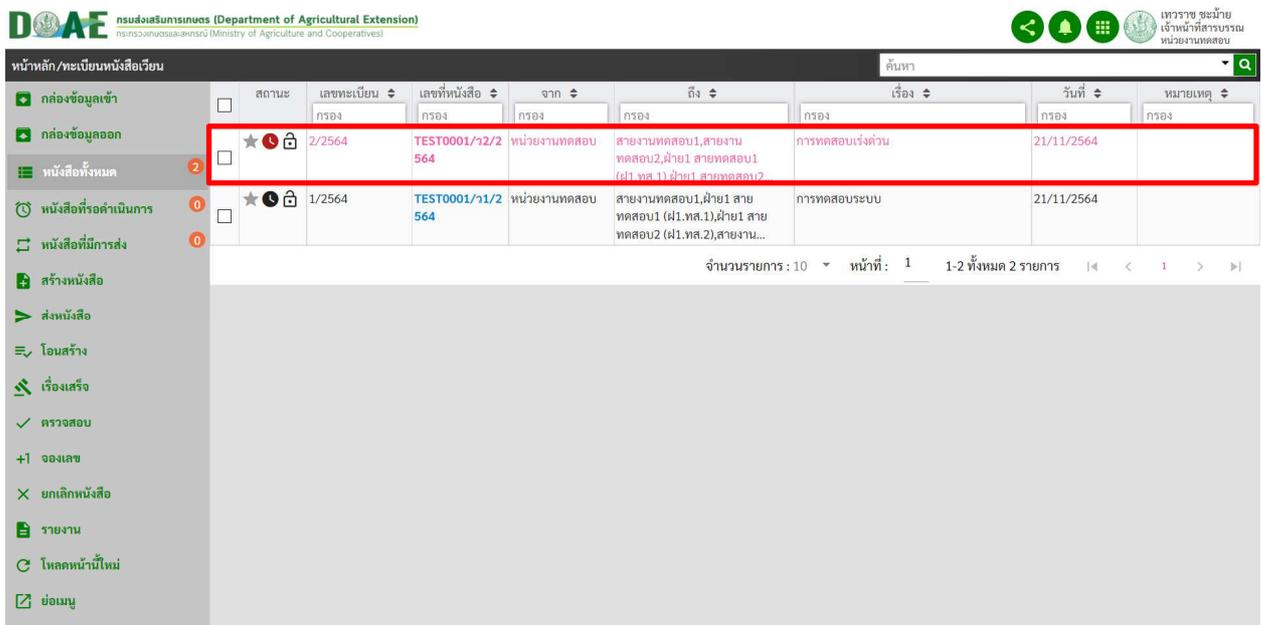 DOAE
กรมส่งเสริมการเกษตร (Department of Agricultural Extension)
กระทรวงเกษตรและสหกรณ์ (Ministry of Agriculture and Cooperatives)
เทวราช ชะม้าย
เจ้าหน้าที่สารบรรณ
หน่วยงานทดสอบ
หน้าหลัก/ทะเบียนหนังสือเวียน
ค้นหา
กล่องข้อมูลเข้า
กล่องข้อมูลออก
หนังสือทั้งหมด 2
หนังสือที่รอดำเนินการ 0
หนังสือที่มีการส่ง 0
สร้างหนังสือ
ส่งหนังสือ
โอนสร้าง
เรื่องเสร็จ
ตรวจสอบ
+1 จองเลข
ยกเลิกหนังสือ
รายงาน
โหลดหน้านี้ใหม่
ย่อเมนู
สถานะ เลขทะเบียน เลขที่หนังสือ จาก ถึง เรื่อง วันที่ หมายเหตุ
กรอง กรอง กรอง กรอง กรอง กรอง กรอง
2/2564 TEST0001/ว2/2 หน่วยงานทดสอบ สายงานทดสอบ1,สายงาน การทดสอบเร่งด่วน 21/11/2564
564 ทดสอบ2,ฝ่าย1 สายทดสอบ1
(ฝ1.ทส.1),ฝ่าย1 สายทดสอบ2...
1/2564 TEST0001/ว1/2 หน่วยงานทดสอบ สายงานทดสอบ1,ฝ่าย1 สาย การทดสอบระบบ 21/11/2564
564 ทดสอบ1 (ฝ1.ทส.1),ฝ่าย1 สาย
ทดสอบ2 (ฝ1.ทส.2),สายงาน...
จำนวนรายการ : 10 หน้าที่ : 1 1-2 ทั้งหมด 2 รายการ 1